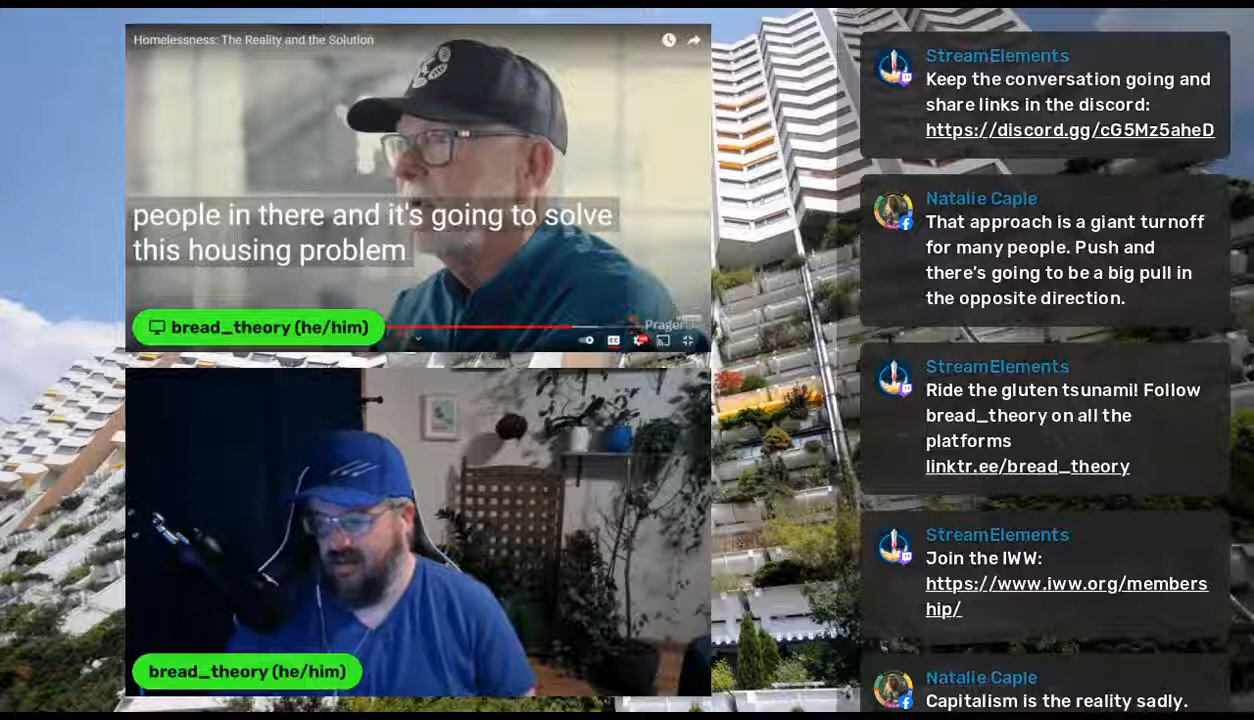 Homelessness: The Reality and the Solution
people in there and it's going to solve
this housing problem
Prager
bread_theory (he/him)
bread_theory (he/him)
StreamElements
Keep the conversation going and
share links in the discord:
https://discord.gg/cG5Mz5aheD
Natalie Caple
That approach is a giant turnoff
for many people. Push and
there's going to be a big pull in
the opposite direction.
StreamElements
Ride the gluten tsunami! Follow
bread_theory on all the
platforms
linktr.ee/bread_theory
StreamElements
Join the IWW:
https://www.iww.org/members
hip/
Natalie Caple
Capitalism is the reality sadly.